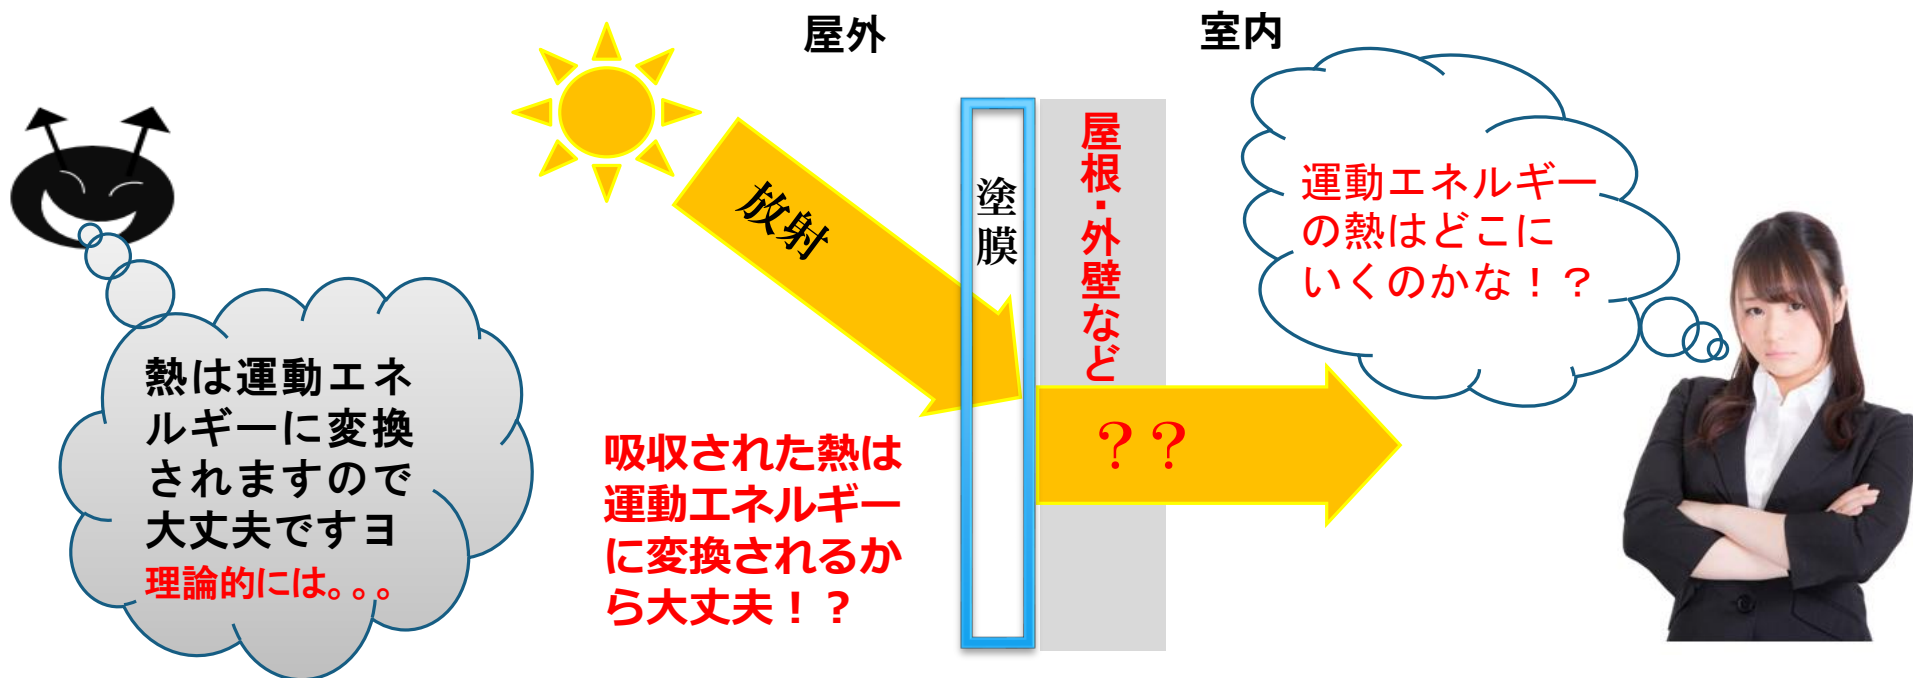 屋外
室内
放射
塗膜
屋根・外壁など
運動エネルギー
の熱はどこに
いくのかな！？
熱は運動エネ
ルギーに変換
されますので
大丈夫ですヨ
理論的には。。。
吸収された熱は
運動エネルギー
に変換されるか
ら大丈夫！？
？？